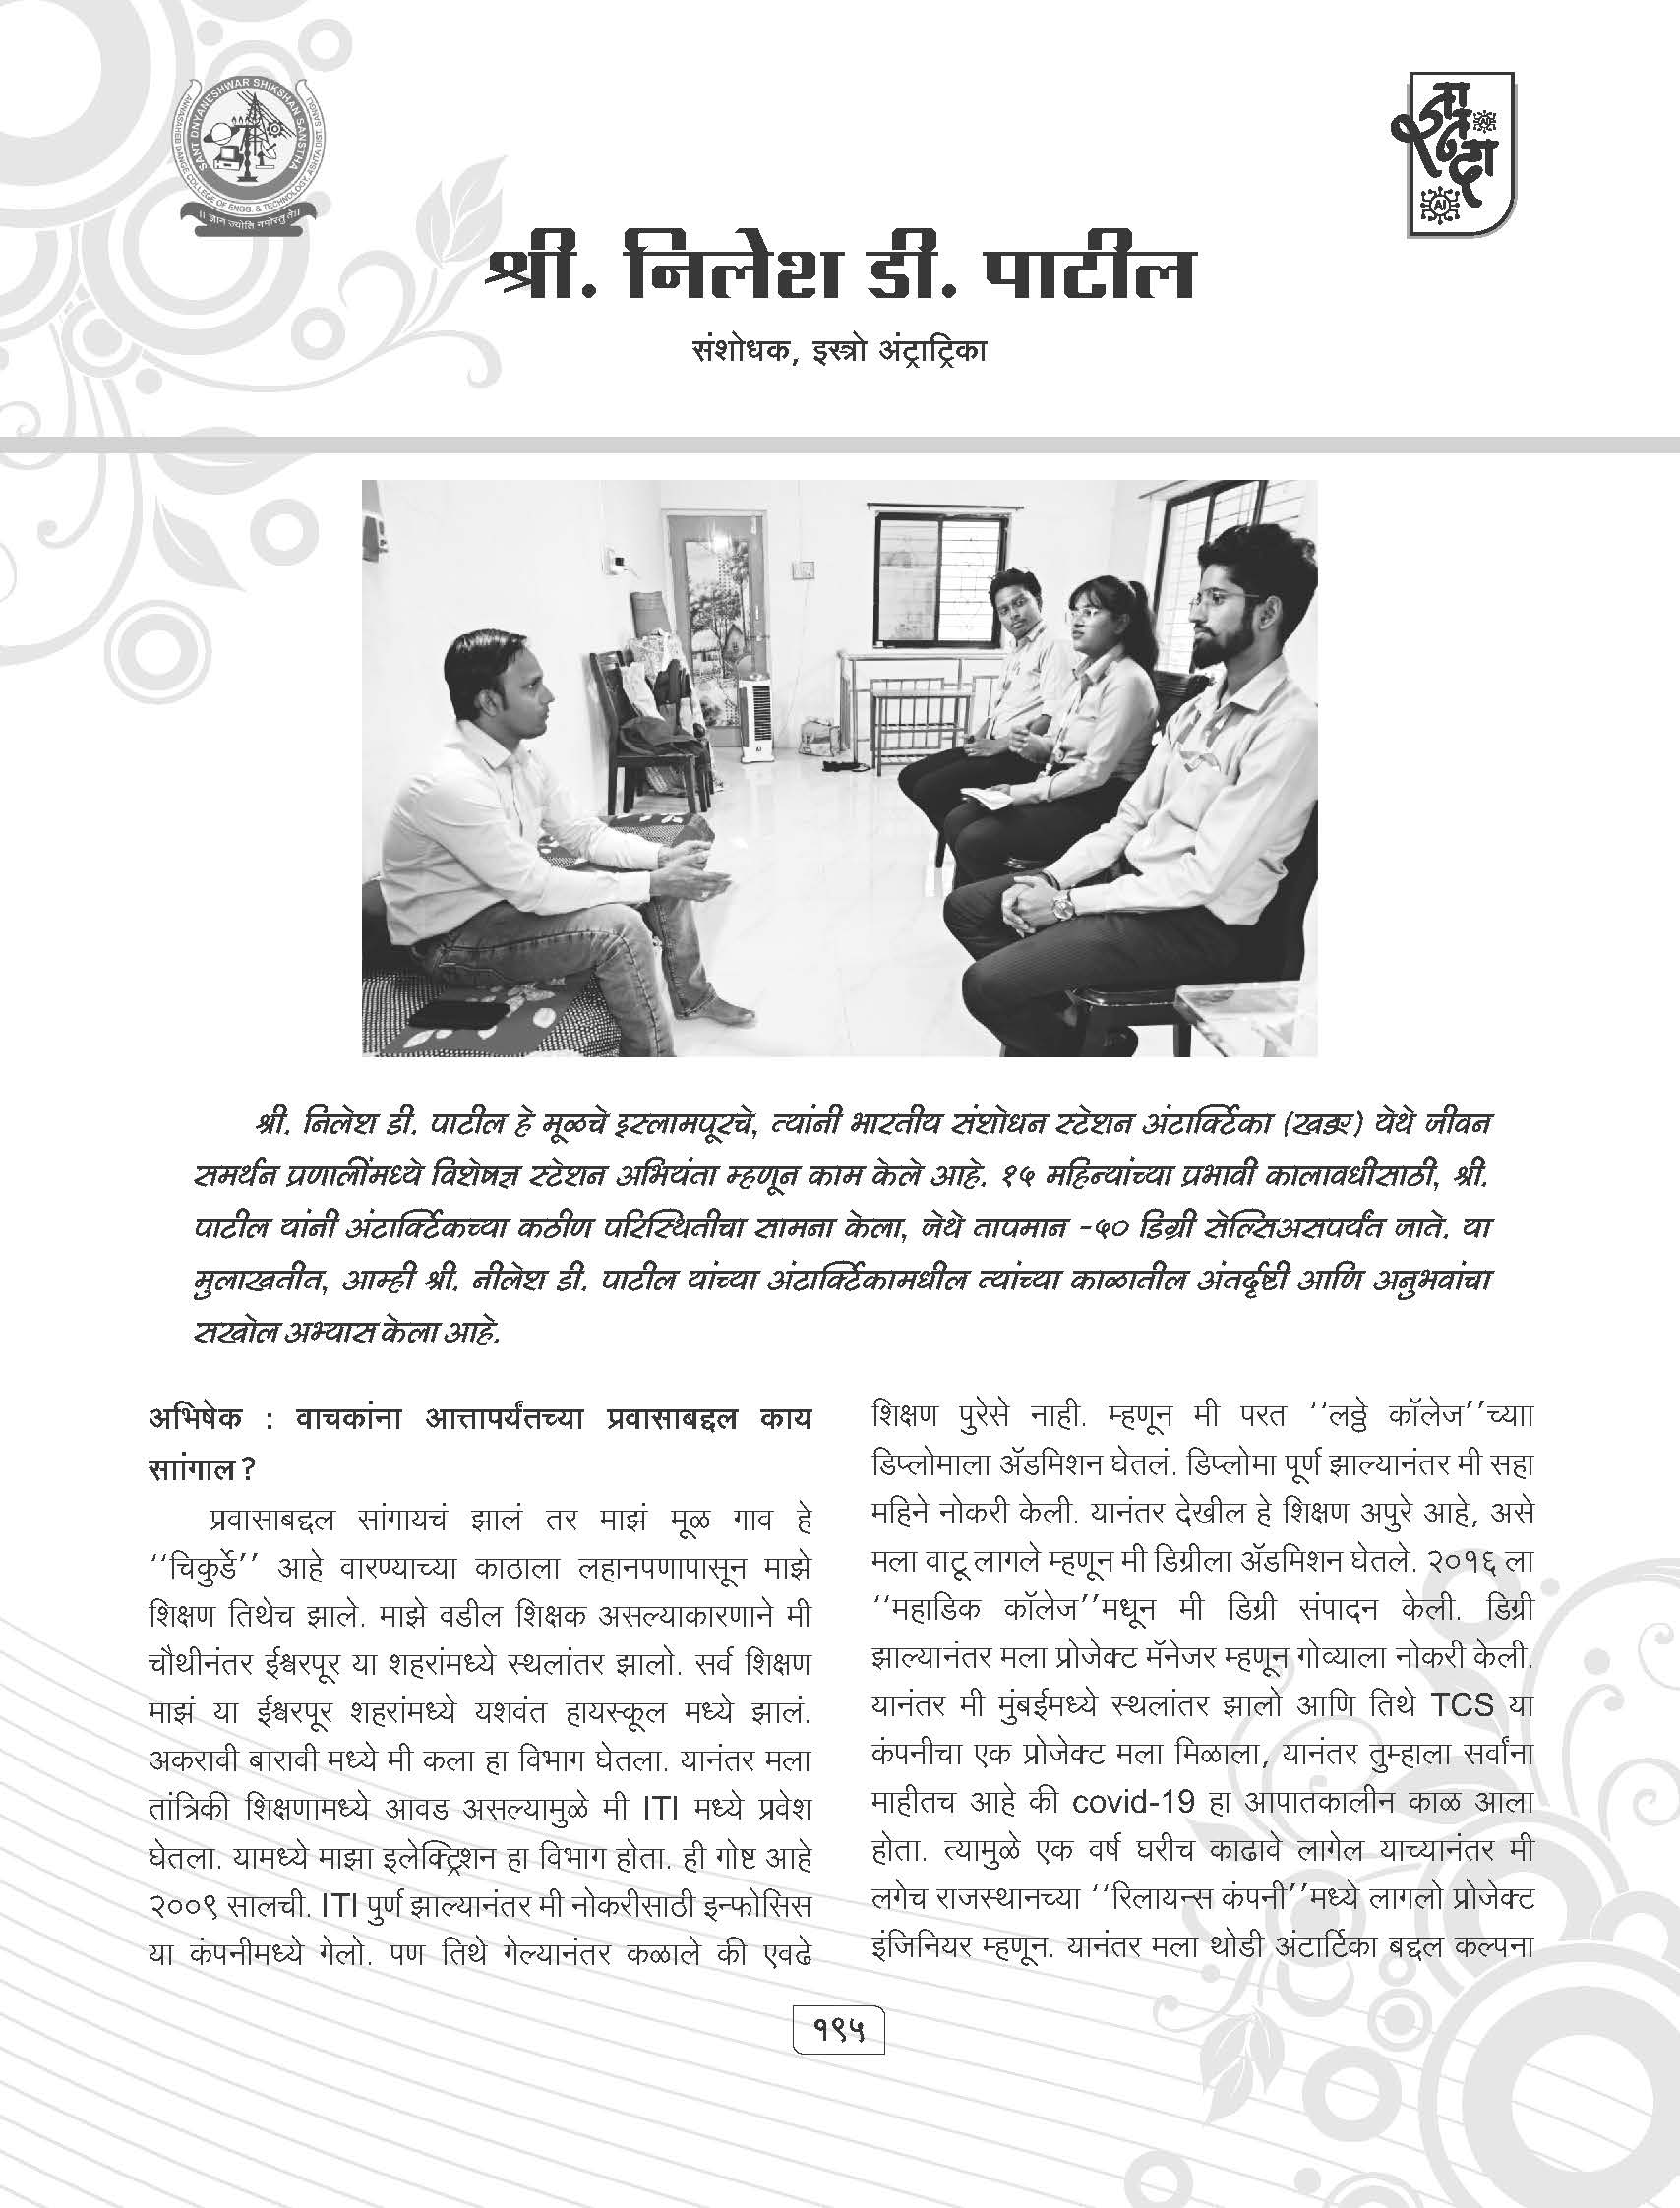 SANT DNYANESHWAR SHIKSHAN SANSTHA
ANNASAHEB DANGE COLLEGE OF ENGG. & TECHNOLOGY, ASHTA DIST. SANGLI
श्री. निलेश डी. पाटील
संशोधक, इस्त्रो अंट्राट्रिका
श्री. निलेश डी. पाटील हे मूळचे इस्लामपूरचे, त्यांनी भारतीय संशोधन स्टेशन अंटार्क्टिका (खडर) येथे जीवन
समर्थन प्रणालींमध्ये विशेषज्ञ स्टेशन अभियंता म्हणून काम केले आहे. १५ महिन्यांच्या प्रभावी कालावधीसाठी, श्री.
पाटील यांनी अंटार्क्टिकच्या कठीण परिस्थितीचा सामना केला, जेथे तापमान -५० डिग्री सेल्सिअसपर्यंत जाते. या
मुलाखतीत, आम्ही श्री. नीलेश डी. पाटील यांच्या अंटार्क्टिकामधील त्यांच्या काळातील अंतर्दृष्टी आणि अनुभवांचा
सखोल अभ्यास केला आहे.
अभिषेक : वाचकांना आत्तापर्यंतच्या प्रवासाबद्दल काय
साांगाल?
प्रवासाबद्दल सांगायचं झालं तर माझं मूळ गाव हे
‘‘चिकुर्डे’’ आहे वारण्याच्या काठाला लहानपणापासून माझे
शिक्षण तिथेच झाले. माझे वडील शिक्षक असल्याकारणाने मी
चौथीनंतर ईश्वरपूर या शहरांमध्ये स्थलांतर झालो. सर्व शिक्षण
माझं या ईश्वरपूर शहरांमध्ये यशवंत हायस्कूल मध्ये झालं.
अकरावी बारावी मध्ये मी कला हा विभाग घेतला. यानंतर मला
तांत्रिकी शिक्षणामध्ये आवड असल्यामुळे मी ITI मध्ये प्रवेश
घेतला. यामध्ये माझा इलेक्ट्रिशन हा विभाग होता. ही गोष्ट आहे
२००९ सालची. ITI पुर्ण झाल्यानंतर मी नोकरीसाठी इन्फोसिस
या कंपनीमध्ये गेलो. पण तिथे गेल्यानंतर कळाले की एवढे
शिक्षण पुरेसे नाही. म्हणून मी परत ‘‘लठ्ठे कॉलेज’’च्याा
डिप्लोमाला अ‍ॅडमिशन घेतलं. डिप्लोमा पूर्ण झाल्यानंतर मी सहा
महिने नोकरी केली. यानंतर देखील हे शिक्षण अपुरे आहे, असे
मला वाटू लागले म्हणून मी डिग्रीला अ‍ॅडमिशन घेतले. २०१६ ला
‘‘महाडिक कॉलेज’’मधून मी डिग्री संपादन केली. डिग्री
झाल्यानंतर मला प्रोजेक्ट मॅनेजर म्हणून गोव्याला नोकरी केली.
यानंतर मी मुंबईमध्ये स्थलांतर झालो आणि तिथे TCS या
कंपनीचा एक प्रोजेक्ट मला मिळाला, यानंतर तुम्हाला सर्वांना
माहीतच आहे की covid-19 हा आपातकालीन काळ आला
होता. त्यामुळे एक वर्ष घरीच काढावे लागेल याच्यानंतर मी
लगेच राजस्थानच्या ‘‘रिलायन्स कंपनी’’मध्ये लागलो प्रोजेक्ट
इंजिनियर म्हणून. यानंतर मला थोडी अंटार्टिका बद्दल कल्पना
१९५